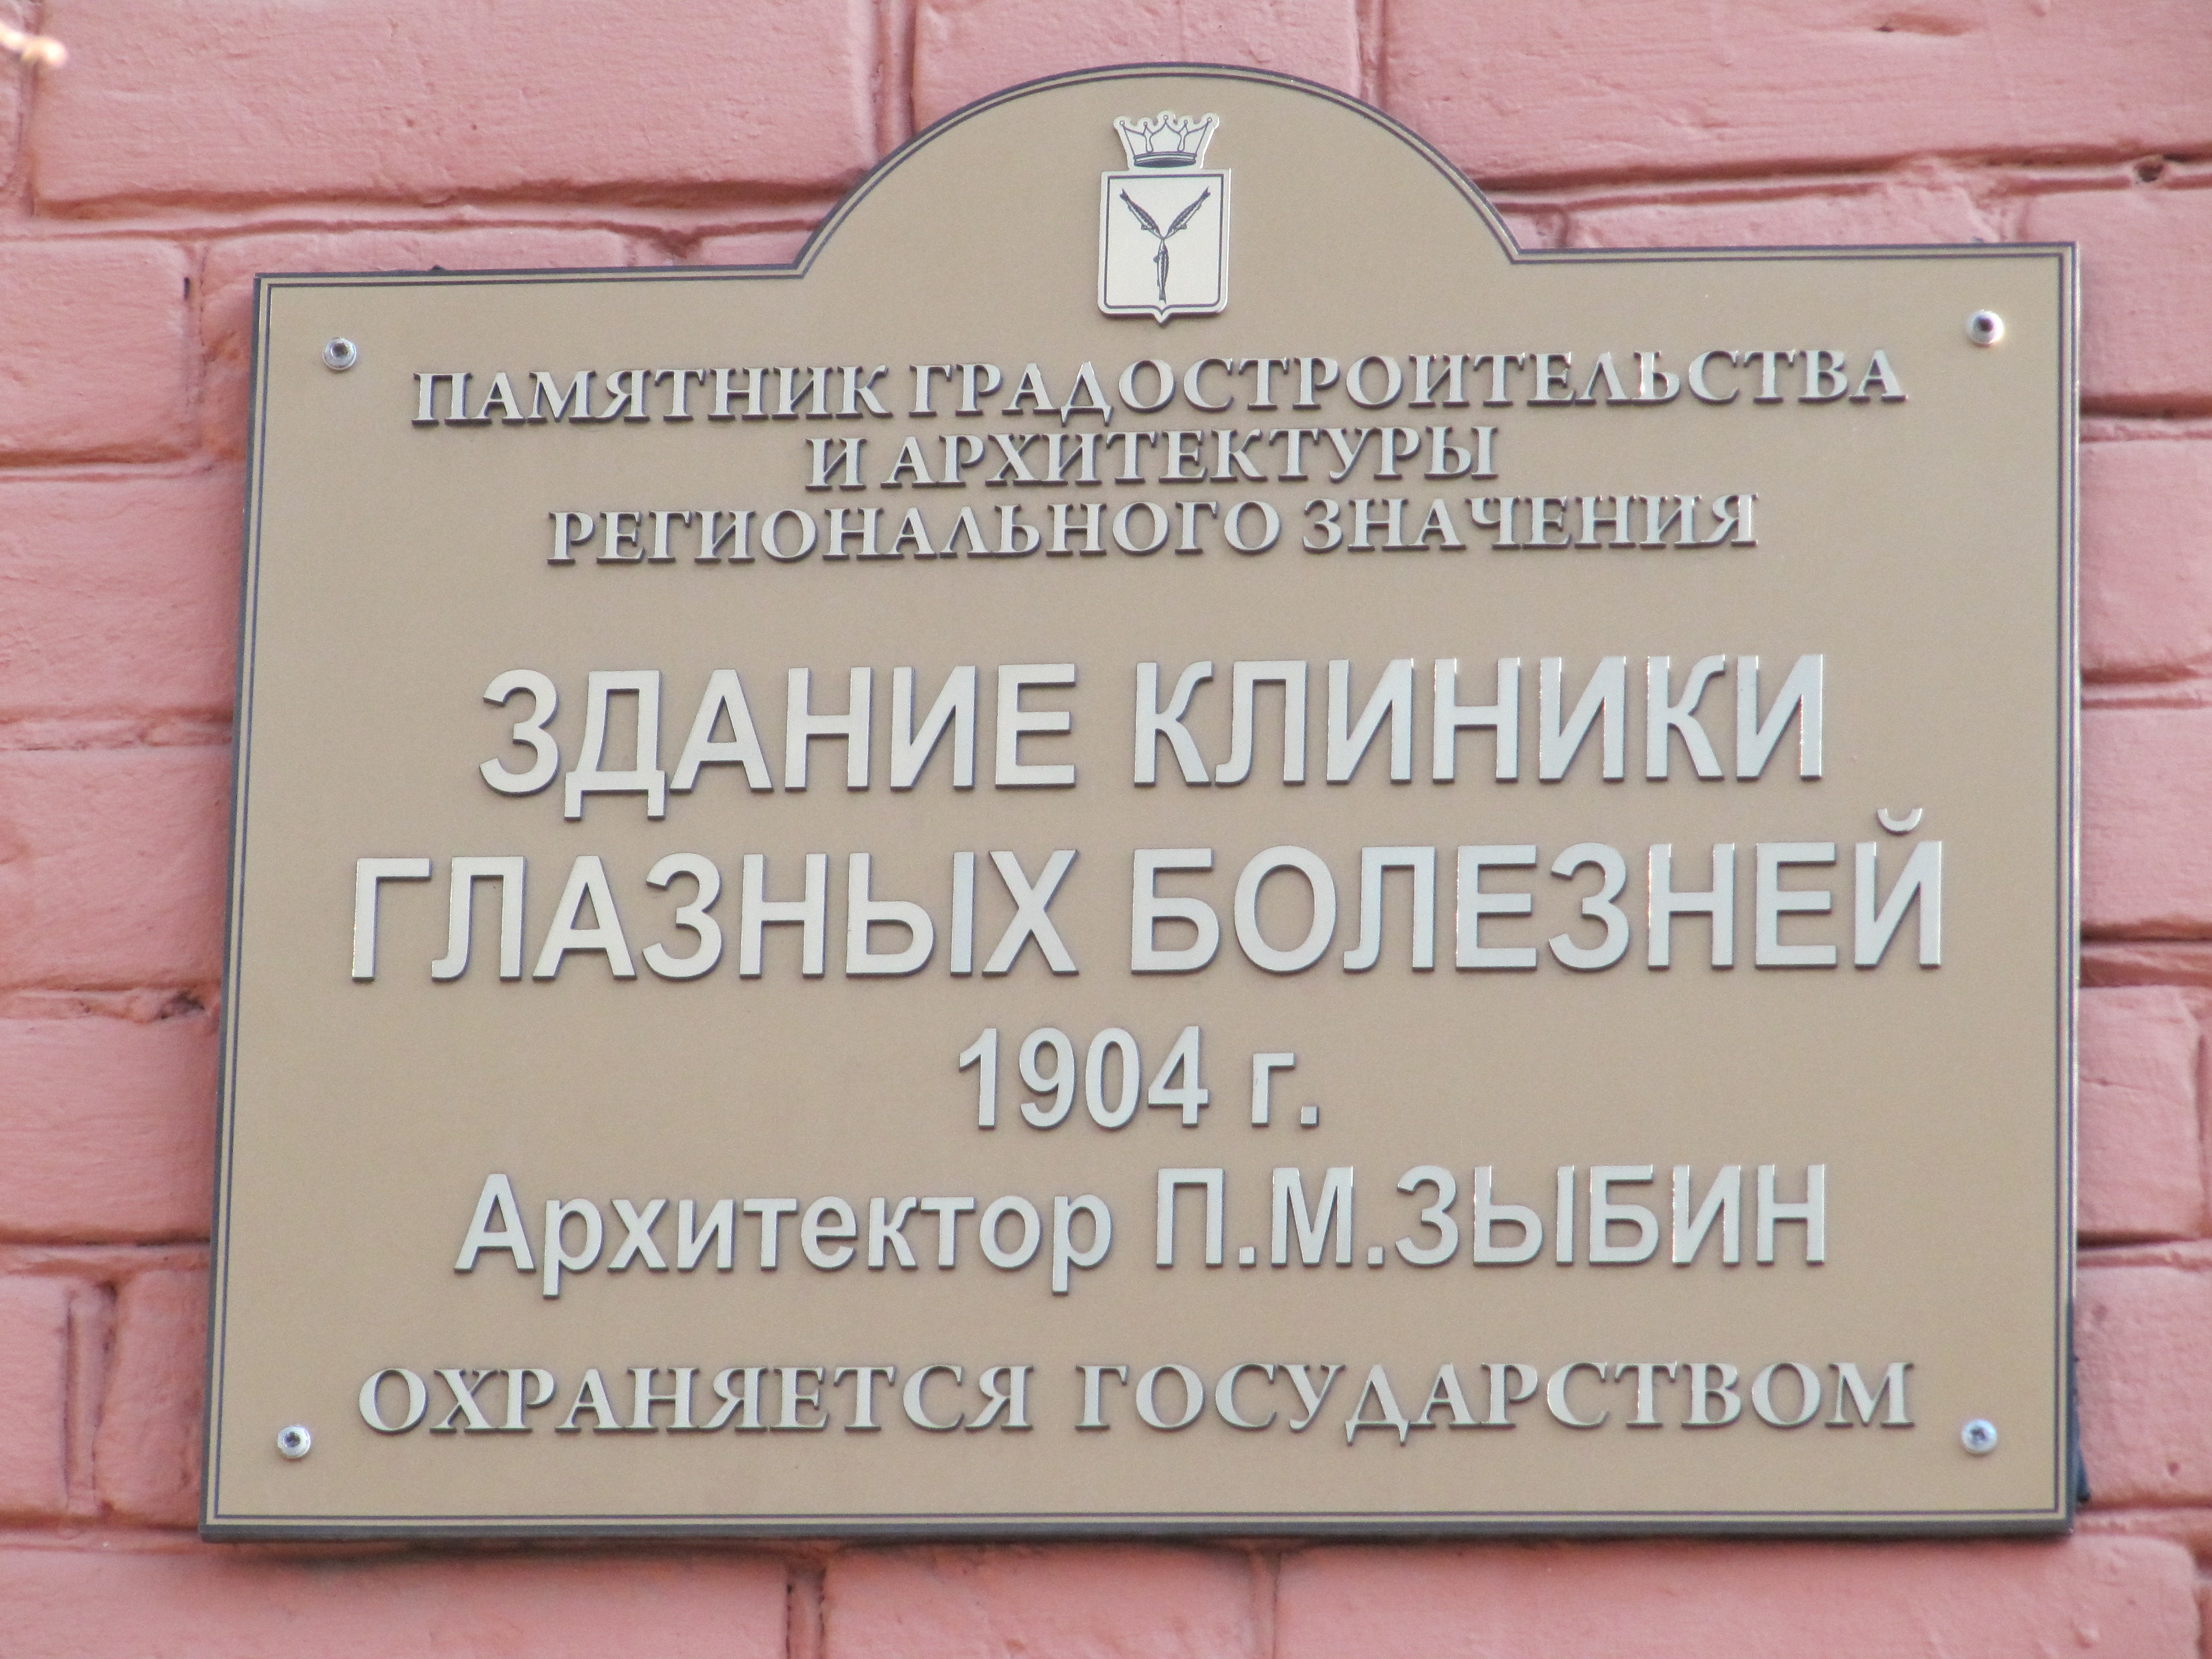 ПАМЯТНИК ГРАДОСТРОИТЕЛЬСТВА
И АРХИТЕКТУРЫ
РЕГИОНАЛЬНОГО ЗНАЧЕНИЯ
ЗДАНИЕ КЛИНИКИ
ГЛАЗНЫХ БОЛЕЗНЕЙ
1904 г.
Архитектор П.М.ЗЫБИН
ОХРАНЯЕТСЯ ГОСУДАРСТВОМ